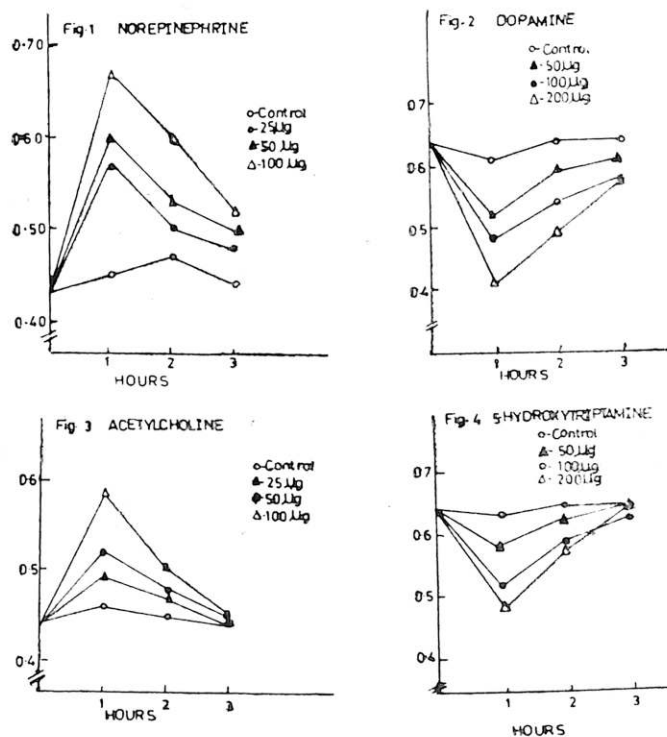 Fig·1 NOREPINEPHRINE
0·70
0·60
0·50
0·40
o-Control
•-25µg
▲-50µg
△-100µg
1 2 3
HOURS
Fig-2 DOPAMINE
o-Control
▲-50µg
•-100µg
△-200µg
0·7
0·6
0·5
0·4
1 2 3
HOURS
Fig 3 ACETYLCHOLINE
o-Control
▲-25µg
•-50µg
△-100µg
0·6
0·5
0·4
1 2 3
HOURS
Fig-4 5-HYDROXYTRIPTAMINE
o-Control
▲-50µg
o-100µg
△-200µg
0·7
0·6
0·5
0·4
1 2 3
HOURS